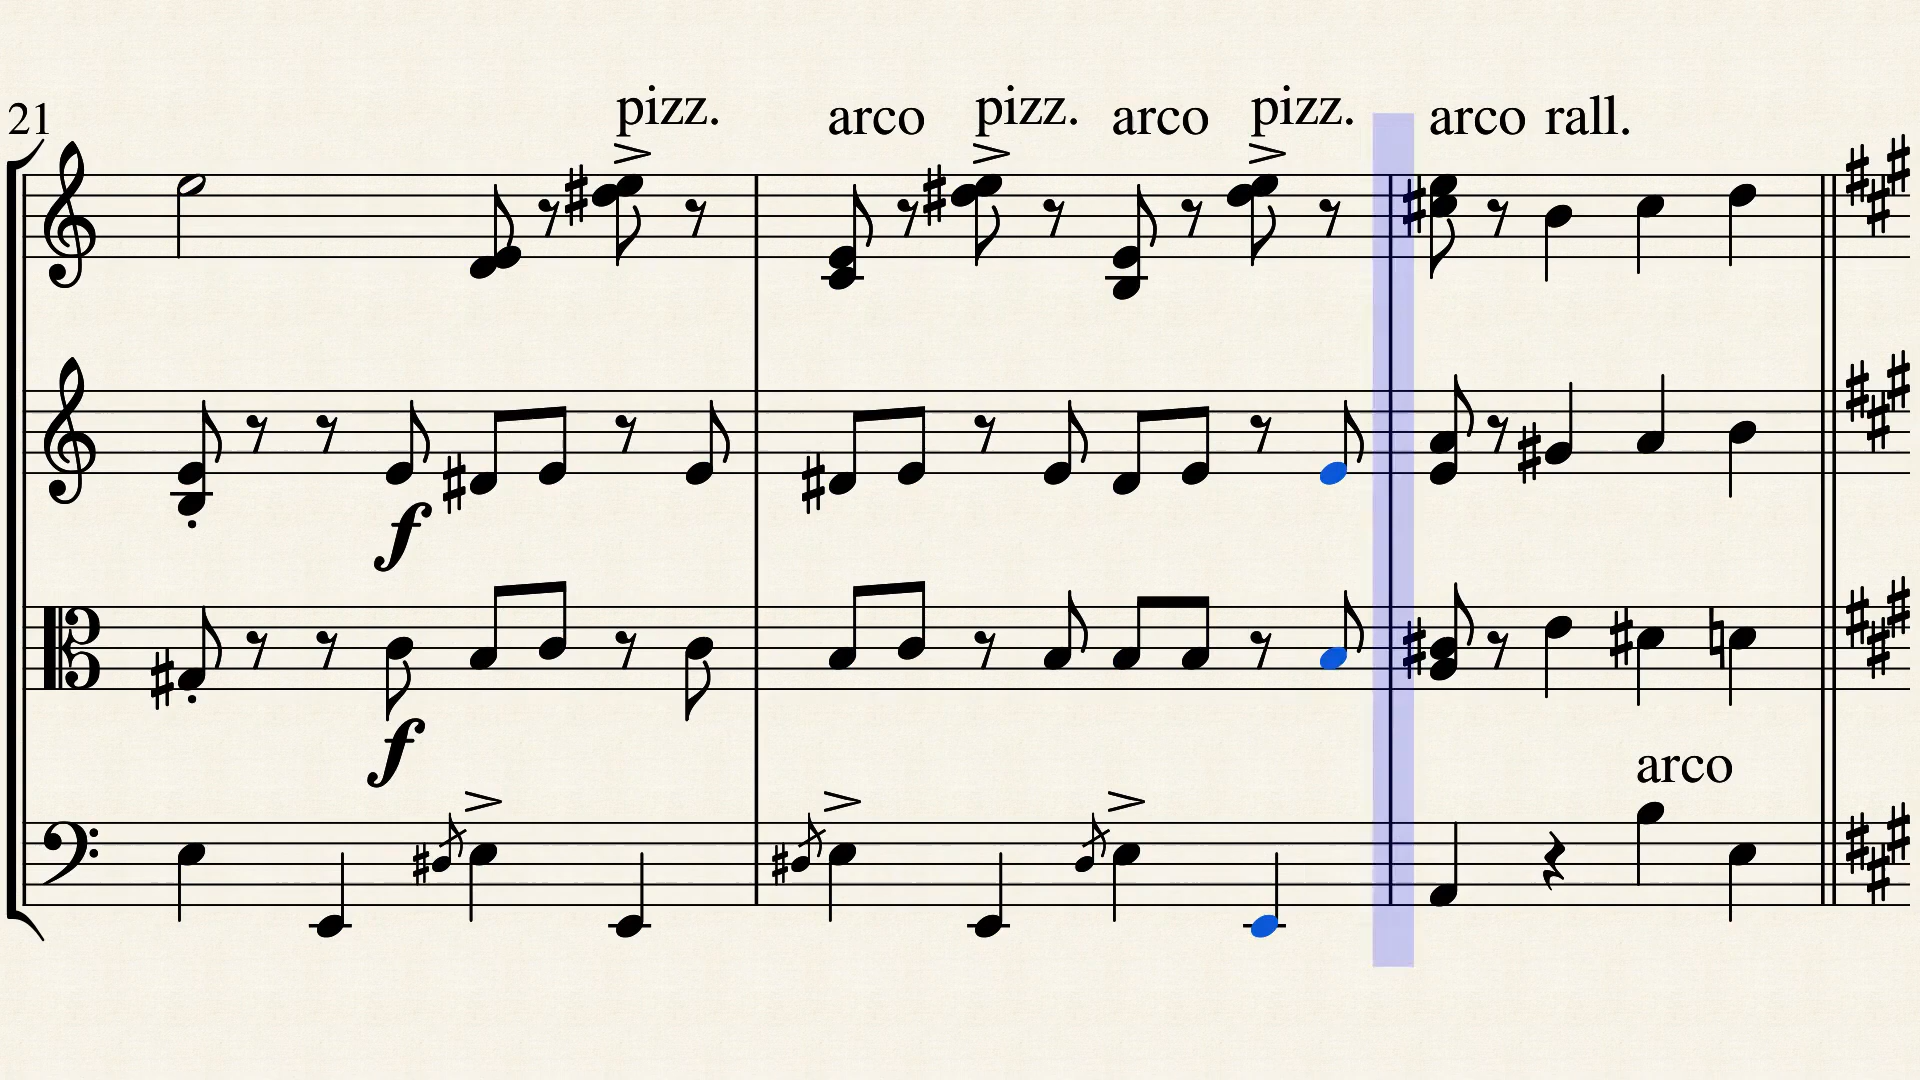 21
pizz.
arco pizz. arco pizz.
arco rall.
f
f
arco